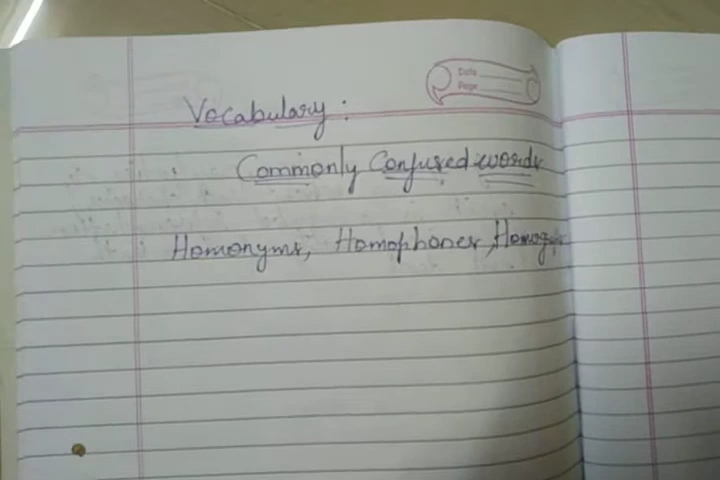 Date
Page
Vocabulary :
Commonly Confused words
Homonyms, Homophones,